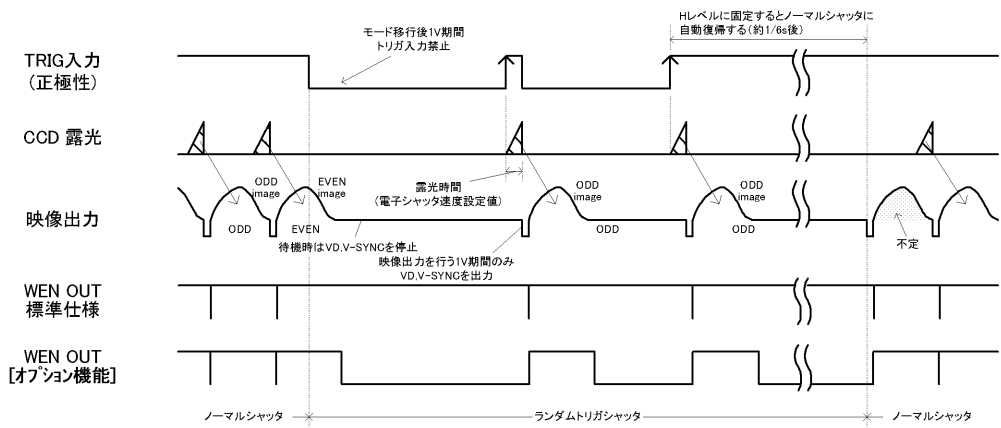 Hレベルに固定するとノーマルシャッタに
自動復帰する(約1/6s後)
モード移行後1V期間
トリガ入力禁止
TRIG入力
(正極性)
CCD 露光
ODD
image
EVEN
image
露光時間
(電子シャッタ速度設定値)
ODD
image
ODD
image
映像出力
ODD
EVEN
ODD
ODD
不定
待機時はVD,V-SYNCを停止
映像出力を行う1V期間のみ
VD,V-SYNCを出力
WEN OUT
標準仕様
WEN OUT
[オプション機能]
ノーマルシャッタ
ランダムトリガシャッタ
ノーマルシャッタ